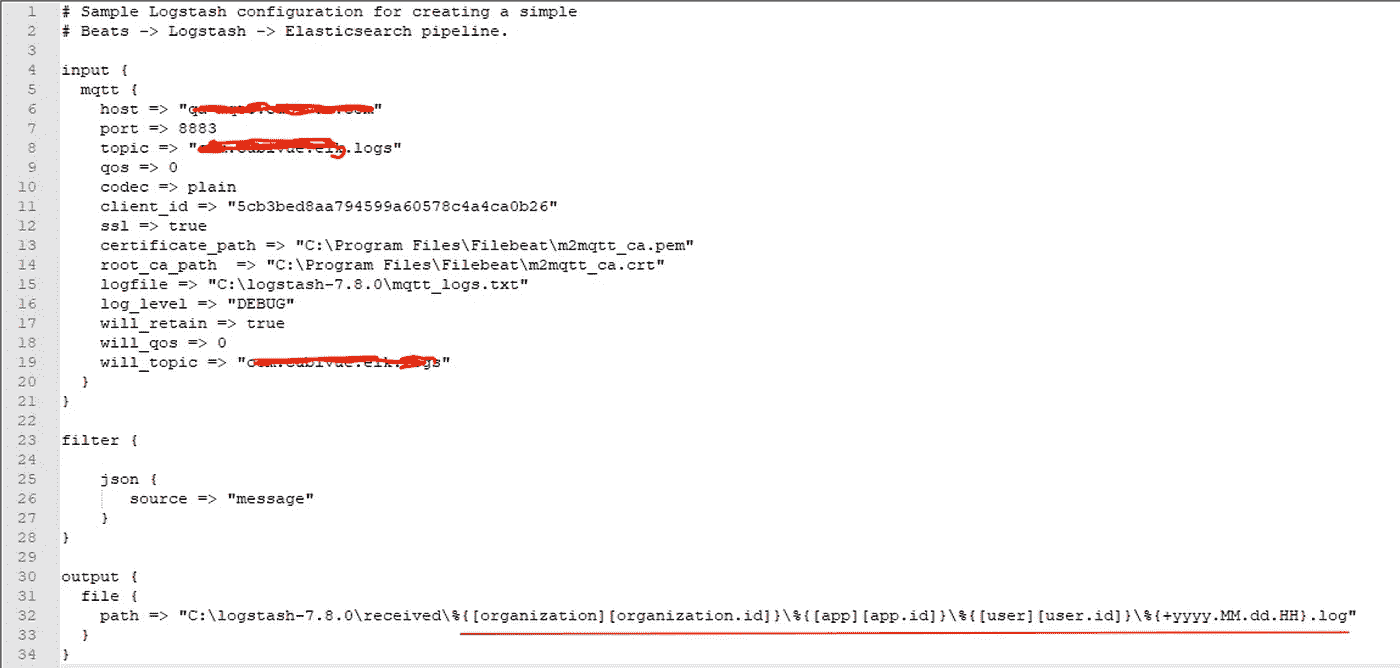 1 # Sample Logstash configuration for creating a simple
2 # Beats -> Logstash -> Elasticsearch pipeline.
3
4 input {
5 mqtt {
6 host => " "
7 port => 8883
8 topic => " .logs"
9 qos => 0
10 codec => plain
11 client_id => "5cb3bed8aa794599a60578c4a4ca0b26"
12 ssl => true
13 certificate_path => "C:\Program Files\Filebeat\m2mqtt_ca.pem"
14 root_ca_path  => "C:\Program Files\Filebeat\m2mqtt_ca.crt"
15 logfile => "C:\logstash-7.8.0\mqtt_logs.txt"
16 log_level => "DEBUG"
17 will_retain => true
18 will_qos => 0
19 will_topic => " "
20 }
21 }
22
23 filter {
24
25 json {
26 source => "message"
27 }
28 }
29
30 output {
31 file {
32 path => "C:\logstash-7.8.0\received\%{[organization][organization.id]}\%{[app][app.id]}\%{[user][user.id]}\%{+yyyy.MM.dd.HH}.log"
33 }
34 }